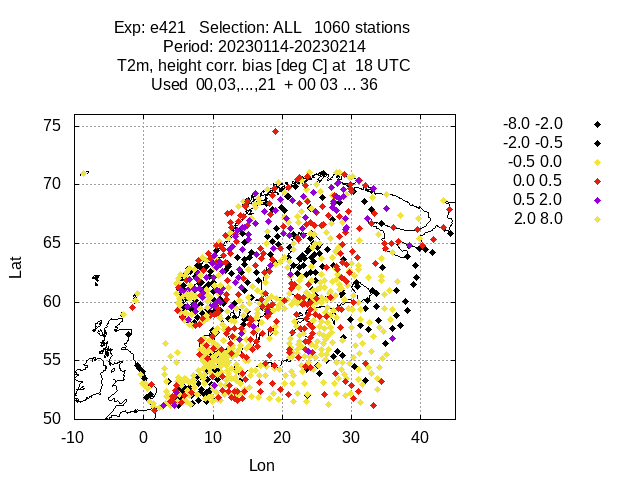 Exp: e421   Selection: ALL   1060 stations
Period: 20230114-20230214
T2m, height corr. bias [deg C] at  18 UTC
Used  00,03,...,21  + 00 03 ... 36
-8.0 -2.0
-2.0 -0.5
-0.5 0.0
0.0 0.5
0.5 2.0
2.0 8.0
75
70
65
60
55
50
Lat
-10 0 10 20 30 40
Lon